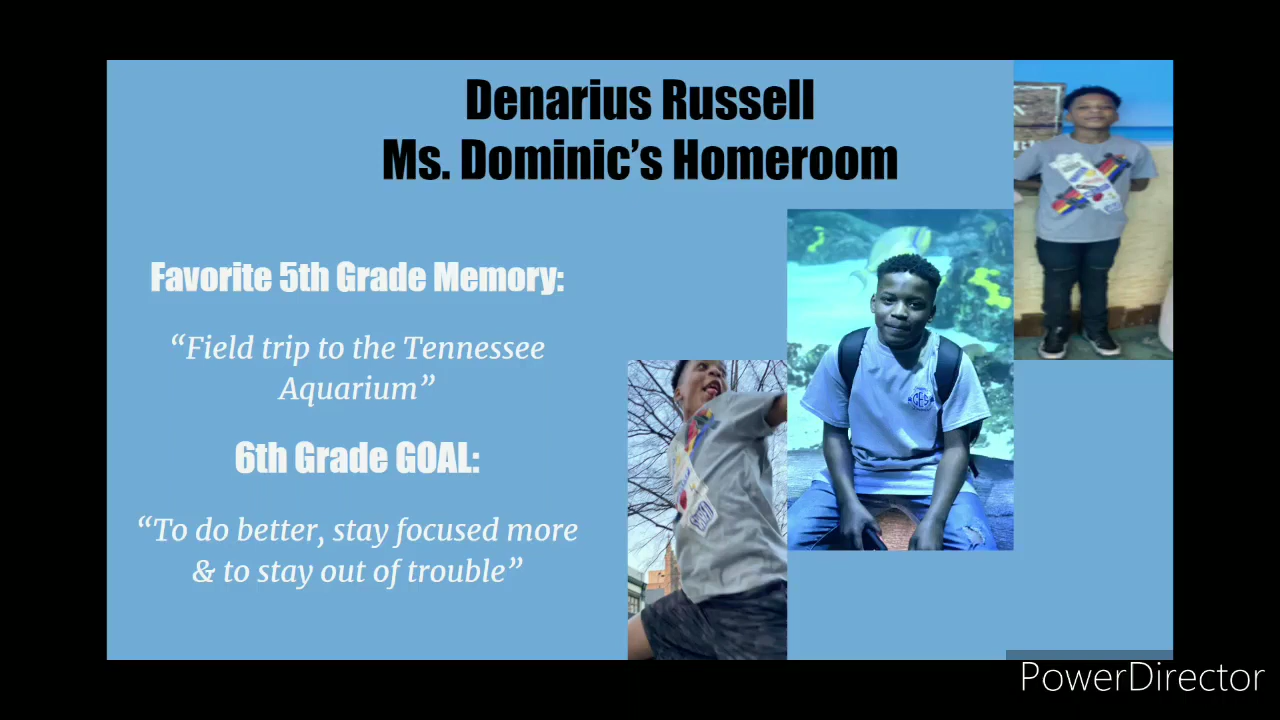 Denarius Russell
Ms. Dominic’s Homeroom
Favorite 5th Grade Memory:
“Field trip to the Tennessee
Aquarium”
6th Grade GOAL:
“To do better, stay focused more
& to stay out of trouble”
CES
PowerDirector